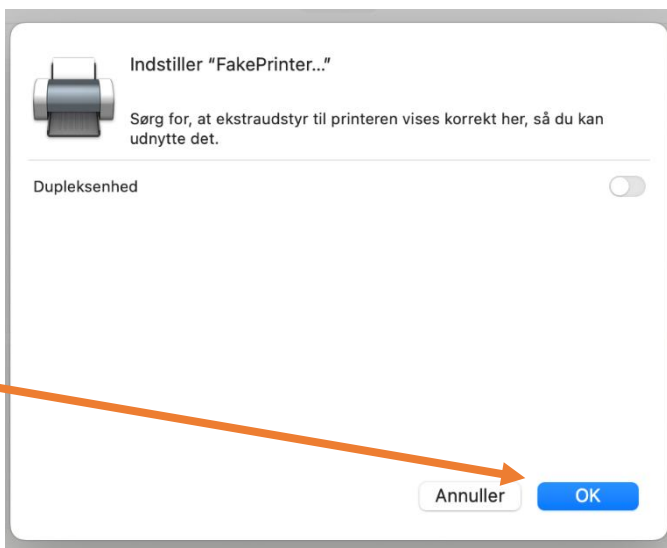 Indstiller “FakePrinter...”
Sørg for, at ekstraudstyr til printeren vises korrekt her, så du kan
udnytte det.
Dupleksenhed
Annuller
OK